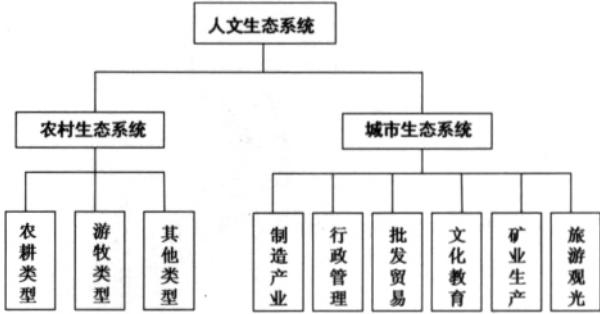 人文生态系统
农村生态系统
城市生态系统
农耕类型
游牧类型
其他类型
制造产业
行政管理
批发贸易
文化教育
矿业生产
旅游观光